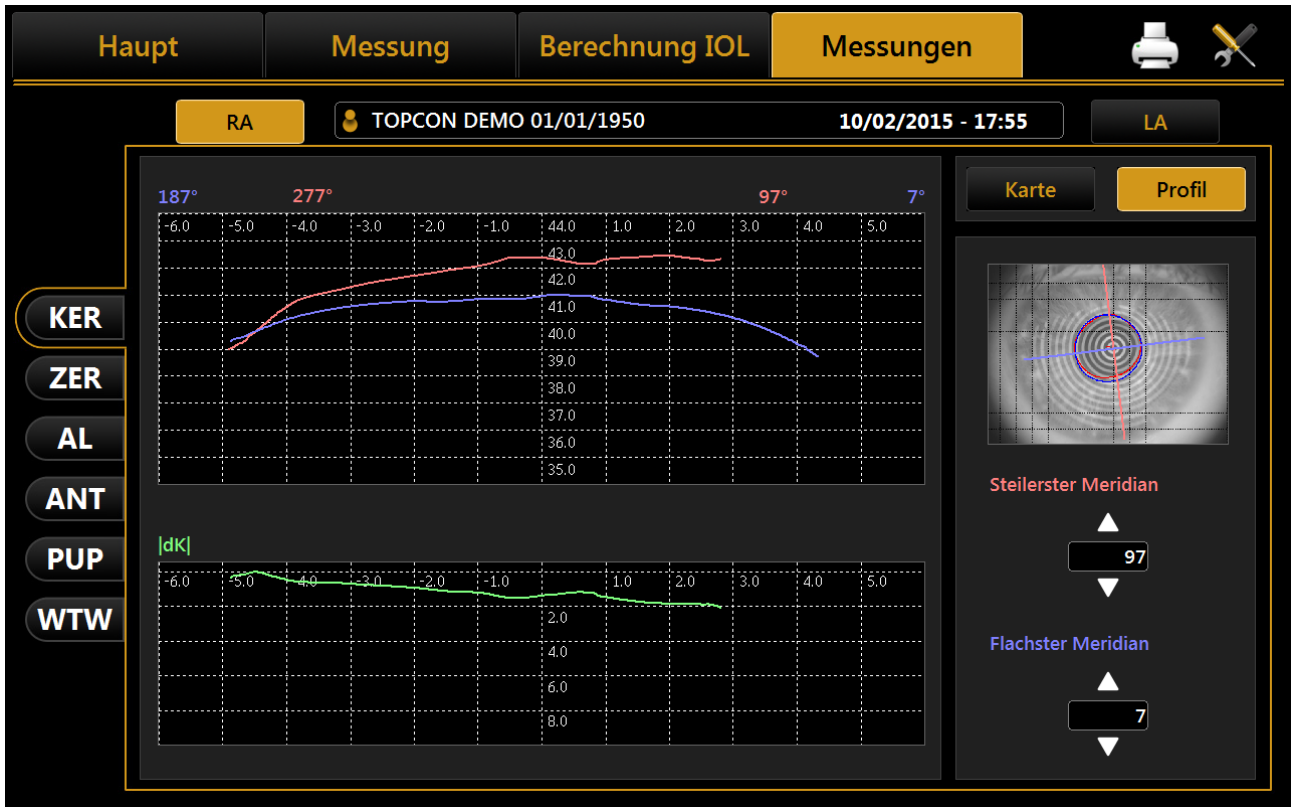 Haupt Messung Berechnung IOL Messungen
RA TOPCON DEMO 01/01/1950 10/02/2015 - 17:55 LA
Karte Profil
187° 277° 97° 7°
-6.0 -5.0 -4.0 -3.0 -2.0 -1.0 44.0 1.0 2.0 3.0 4.0 5.0
43.0
42.0
41.0
40.0
39.0
38.0
37.0
36.0
35.0
KER
ZER
AL
ANT
PUP
WTW
|dK|
-6.0 -5.0 -4.0 -3.0 -2.0 -1.0 1.0 2.0 3.0 4.0 5.0
2.0
4.0
6.0
8.0
Steilerster Meridian
97
Flachster Meridian
7